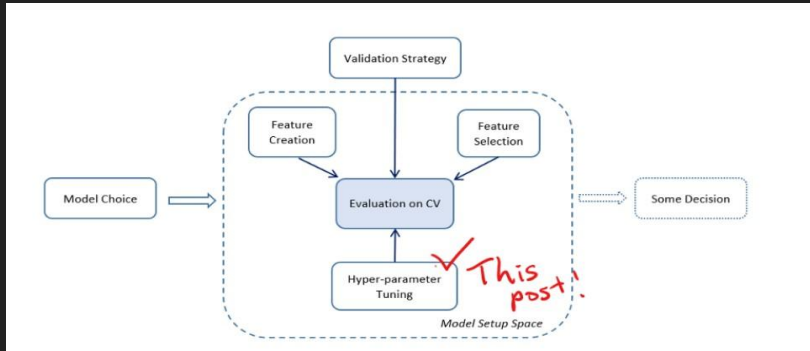 Validation Strategy
Feature
Creation
Feature
Selection
Model Choice
Evaluation on CV
Some Decision
Hyper-parameter
Tuning
This
post!
Model Setup Space